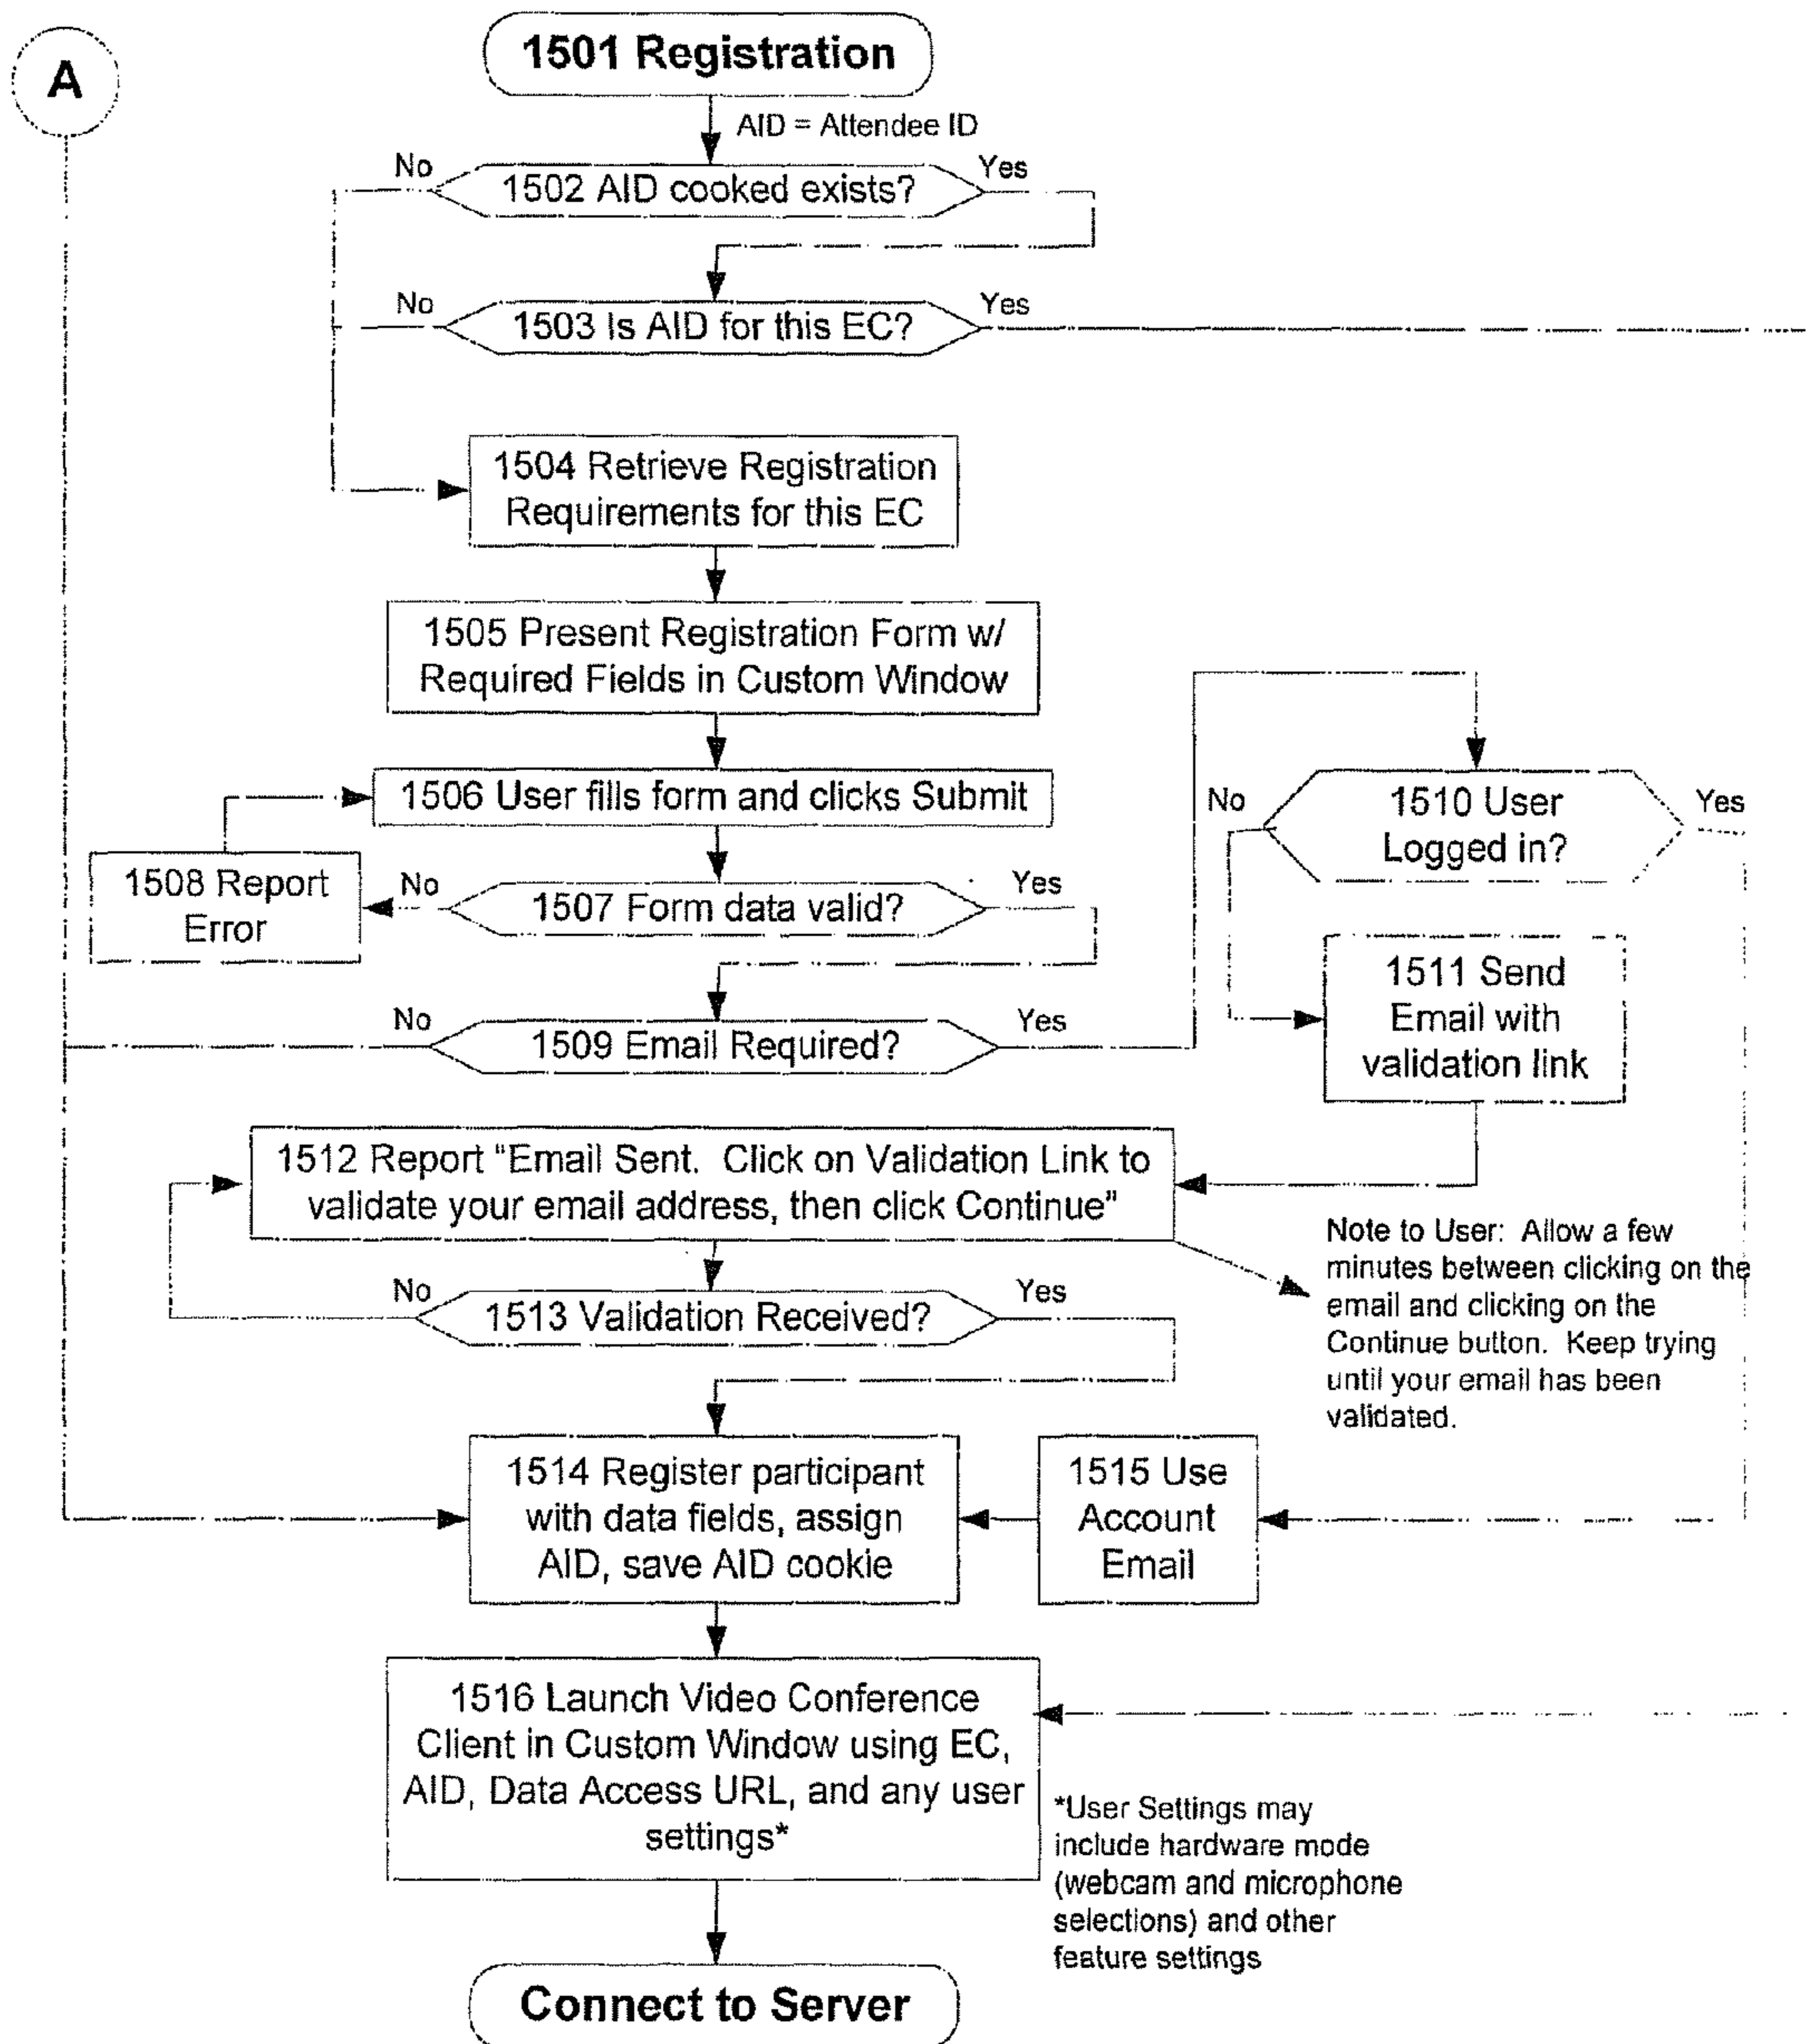 A
1501 Registration
AID = Attendee ID
No
Yes
1502 AID cooked exists?
No
Yes
1503 Is AID for this EC?
1504 Retrieve Registration
Requirements for this EC
1505 Present Registration Form w/
Required Fields in Custom Window
1506 User fills form and clicks Submit
No
1510 User
Logged in?
Yes
1508 Report
Error
No
1507 Form data valid?
Yes
1511 Send
Email with
validation link
No
1509 Email Required?
Yes
1512 Report “Email Sent. Click on Validation Link to
validate your email address, then click Continue”
Note to User: Allow a few
minutes between clicking on the
email and clicking on the
Continue button. Keep trying
until your email has been
validated.
No
1513 Validation Received?
Yes
1514 Register participant
with data fields, assign
AID, save AID cookie
1515 Use
Account
Email
1516 Launch Video Conference
Client in Custom Window using EC,
AID, Data Access URL, and any user
settings*
*User Settings may
include hardware mode
(webcam and microphone
selections) and other
feature settings
Connect to Server